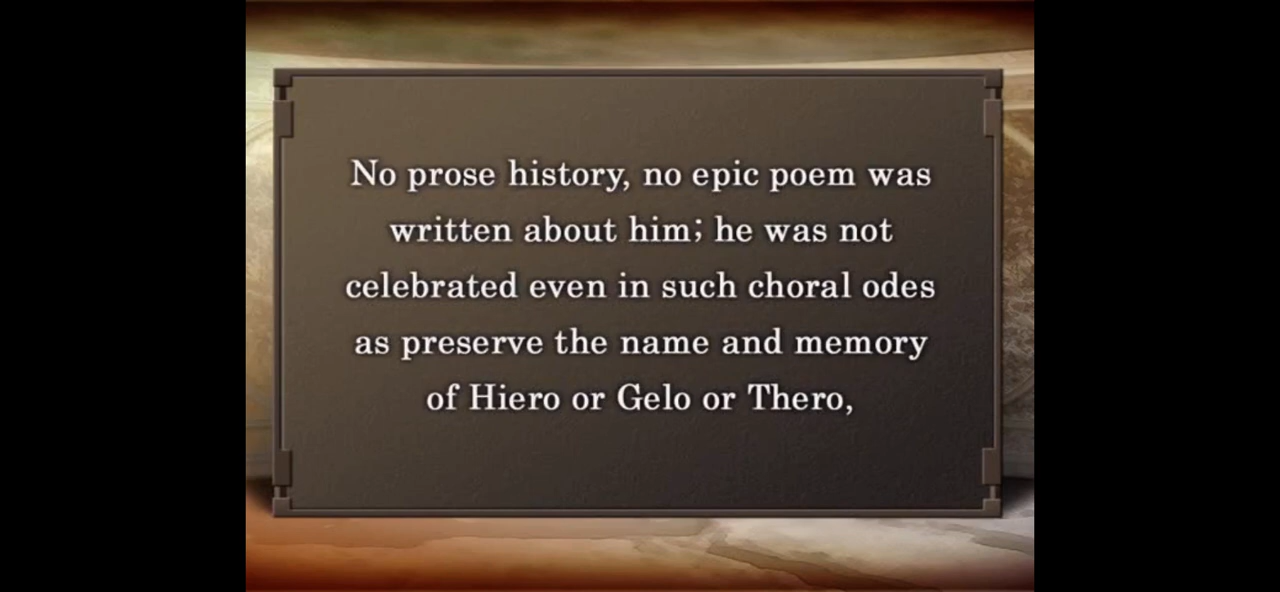 No prose history, no epic poem was
written about him; he was not
celebrated even in such choral odes
as preserve the name and memory
of Hiero or Gelo or Thero,